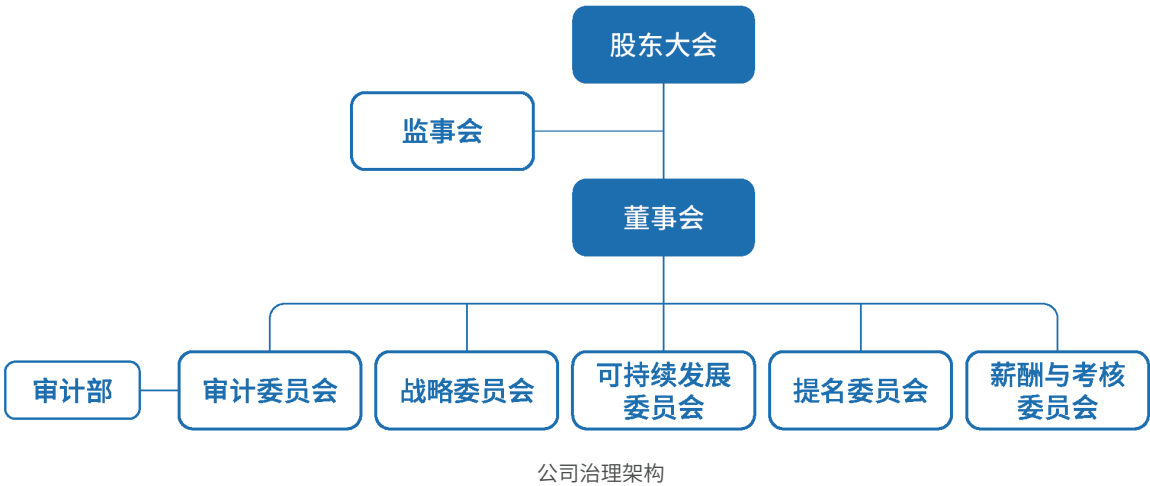 股东大会
监事会
董事会
审计部
审计委员会
战略委员会
可持续发展
委员会
提名委员会
薪酬与考核
委员会
公司治理架构